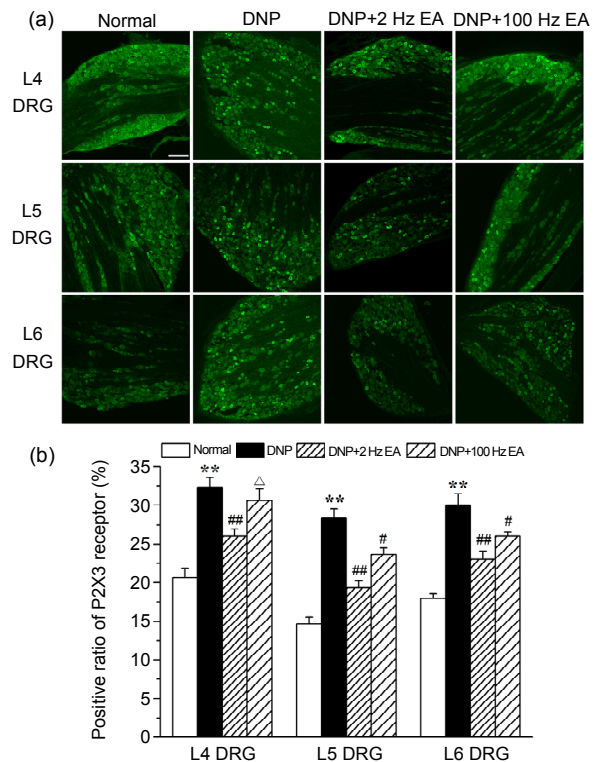 (a)
Normal DNP DNP+2 Hz EA DNP+100 Hz EA
L4
DRG
L5
DRG
L6
DRG
(b)
Normal DNP DNP+2 Hz EA DNP+100 Hz EA
Positive ratio of P2X3 receptor (%)
35
30
25
20
15
10
5
0
** ## △
** ## #
** ## #
L4 DRG L5 DRG L6 DRG